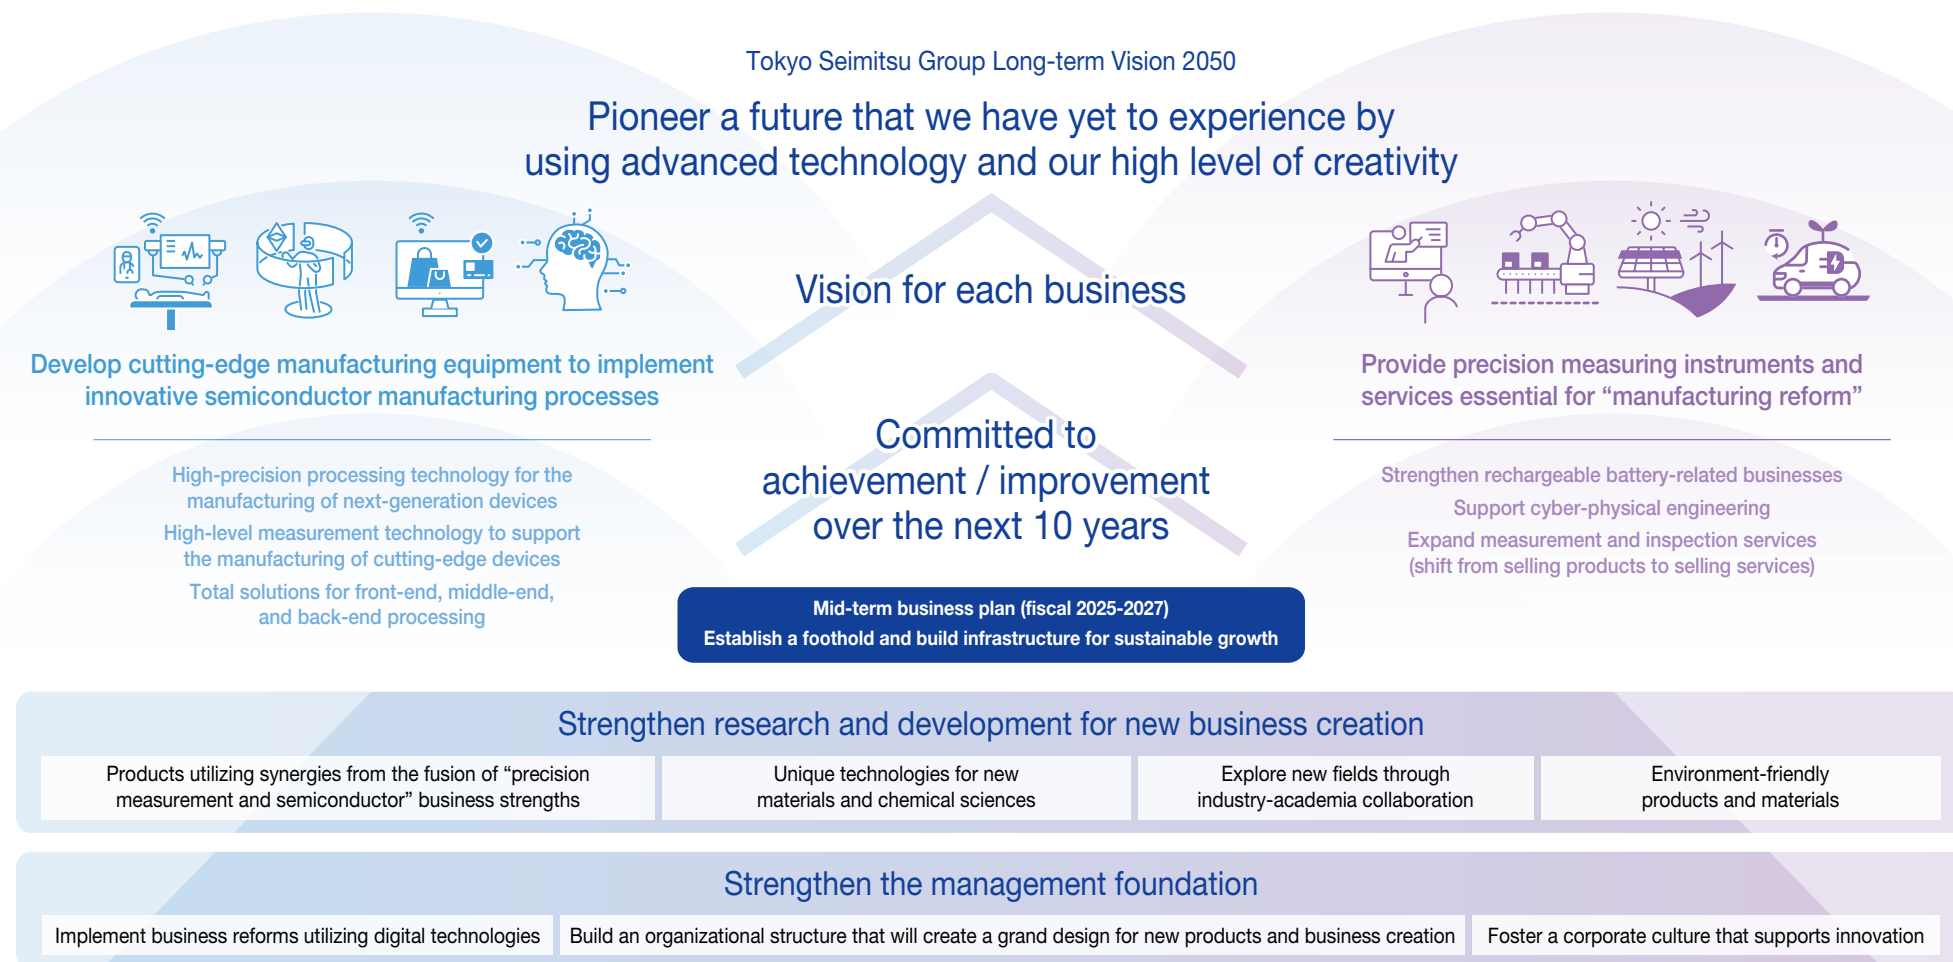 Tokyo Seimitsu Group Long-term Vision 2050
Pioneer a future that we have yet to experience by
using advanced technology and our high level of creativity
Vision for each business
Develop cutting-edge manufacturing equipment to implement
innovative semiconductor manufacturing processes
High-precision processing technology for the
manufacturing of next-generation devices
High-level measurement technology to support
the manufacturing of cutting-edge devices
Total solutions for front-end, middle-end,
and back-end processing
Provide precision measuring instruments and
services essential for “manufacturing reform”
Strengthen rechargeable battery-related businesses
Support cyber-physical engineering
Expand measurement and inspection services
(shift from selling products to selling services)
Committed to
achievement / improvement
over the next 10 years
Mid-term business plan (fiscal 2025-2027)
Establish a foothold and build infrastructure for sustainable growth
Strengthen research and development for new business creation
Products utilizing synergies from the fusion of “precision
measurement and semiconductor” business strengths
Unique technologies for new
materials and chemical sciences
Explore new fields through
industry-academia collaboration
Environment-friendly
products and materials
Strengthen the management foundation
Implement business reforms utilizing digital technologies
Build an organizational structure that will create a grand design for new products and business creation
Foster a corporate culture that supports innovation